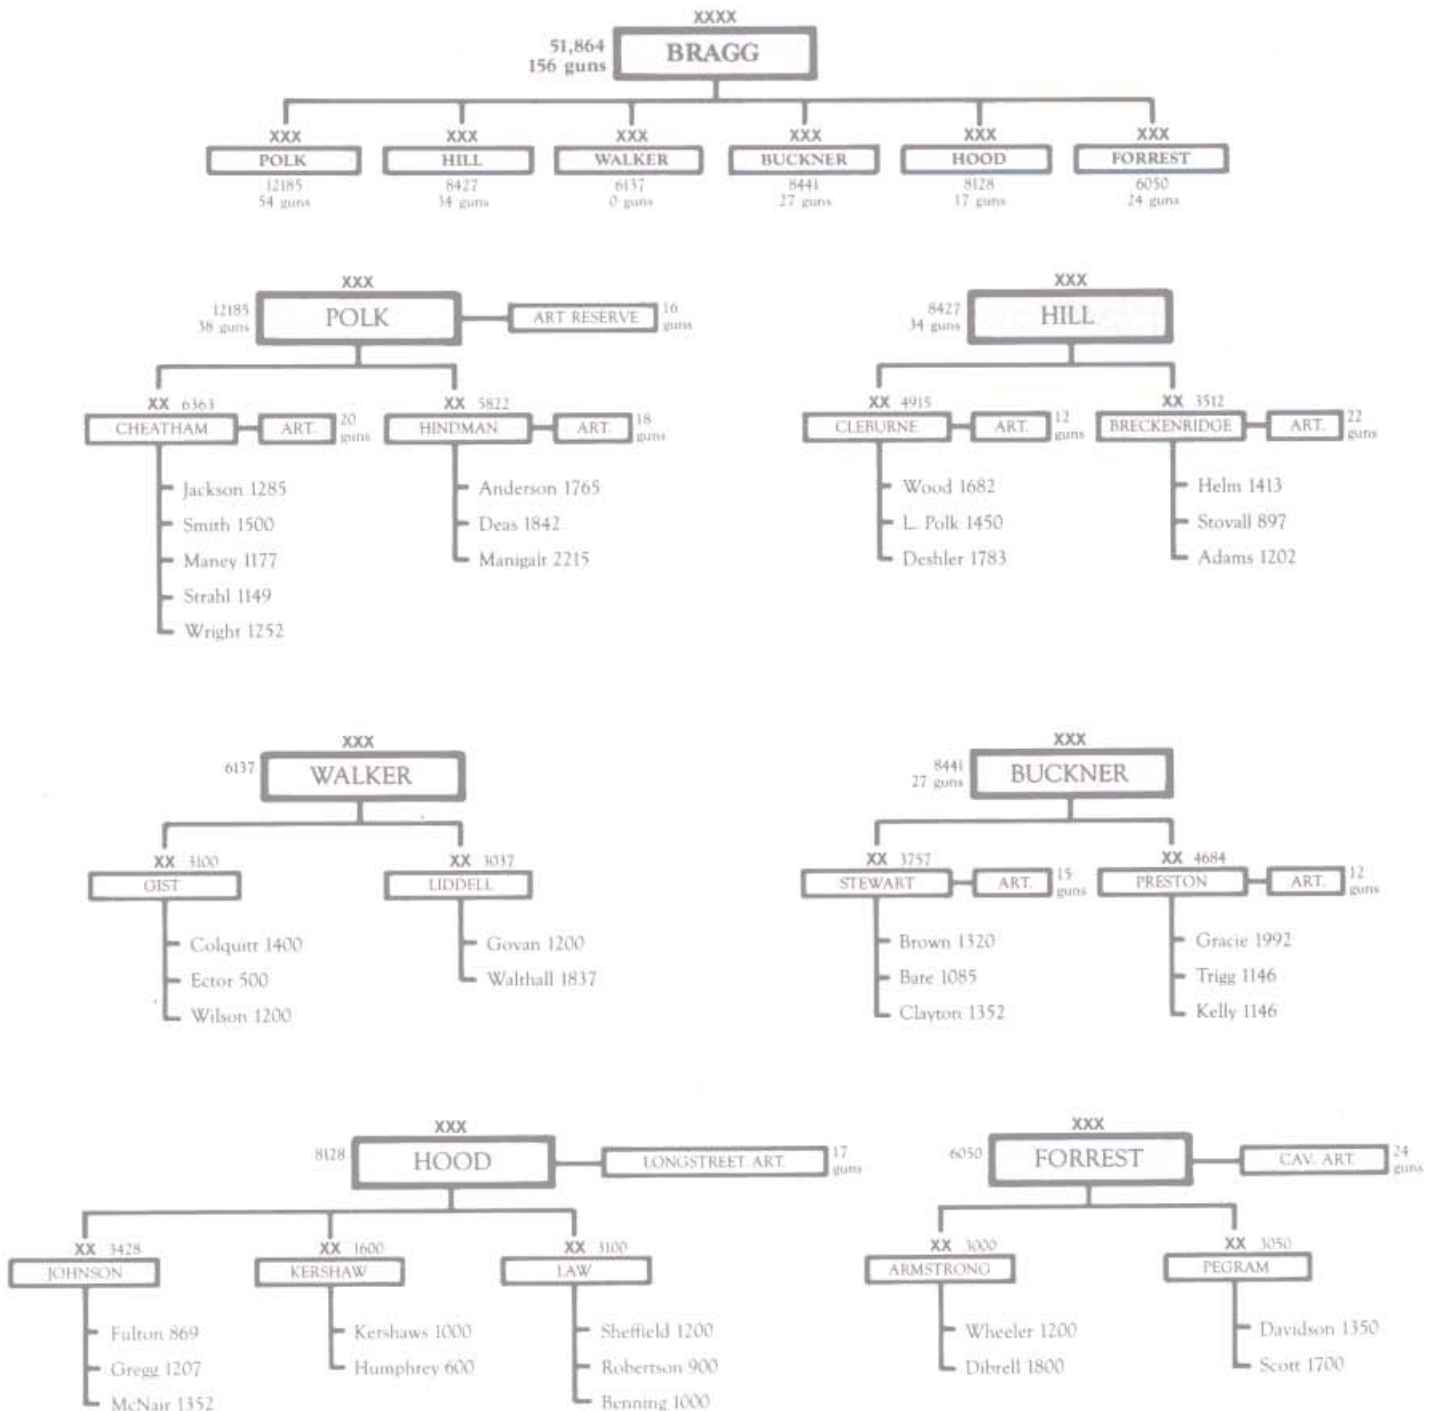 XXXX
51,864
156 guns
BRAGG
XXX XXX XXX XXX XXX XXX
POLK HILL WALKER BUCKNER HOOD FORREST
12185 8427 6137 8441 8128 6050
54 guns 34 guns 0 guns 27 guns 17 guns 24 guns
XXX
12185
38 guns
POLK
ART RESERVE
16
guns
XX 6363
CHEATHAM
ART.
20
guns
XX 5822
HINDMAN
ART.
18
guns
Jackson 1285
Smith 1500
Maney 1177
Strahl 1149
Wright 1252
Anderson 1765
Deas 1842
Manigalt 2215
XXX
8427
34 guns
HILL
XX 4915
CLEBURNE
ART.
12
guns
XX 3512
BRECKENRIDGE
ART.
22
guns
Wood 1682
L. Polk 1450
Deshler 1783
Helm 1413
Stovall 897
Adams 1202
XXX
6137
WALKER
XX 3100
GIST
XX 3037
LIDDELL
Colquitt 1400
Ector 500
Wilson 1200
Govan 1200
Walthall 1837
XXX
8441
27 guns
BUCKNER
XX 3757
STEWART
ART.
15
guns
XX 4684
PRESTON
ART.
12
guns
Brown 1320
Bate 1085
Clayton 1352
Gracie 1992
Trigg 1146
Kelly 1146
XXX
8128
HOOD
LONGSTREET ART.
17
guns
XX 3428
JOHNSON
XX 1600
KERSHAW
XX 3100
LAW
Fulton 869
Gregg 1207
McNair 1352
Kershaws 1000
Humphrey 600
Sheffield 1200
Robertson 900
Benning 1000
XXX
6050
FORREST
CAV. ART.
24
guns
XX 3000
ARMSTRONG
XX 3050
PEGRAM
Wheeler 1200
Dibrell 1800
Davidson 1350
Scott 1700